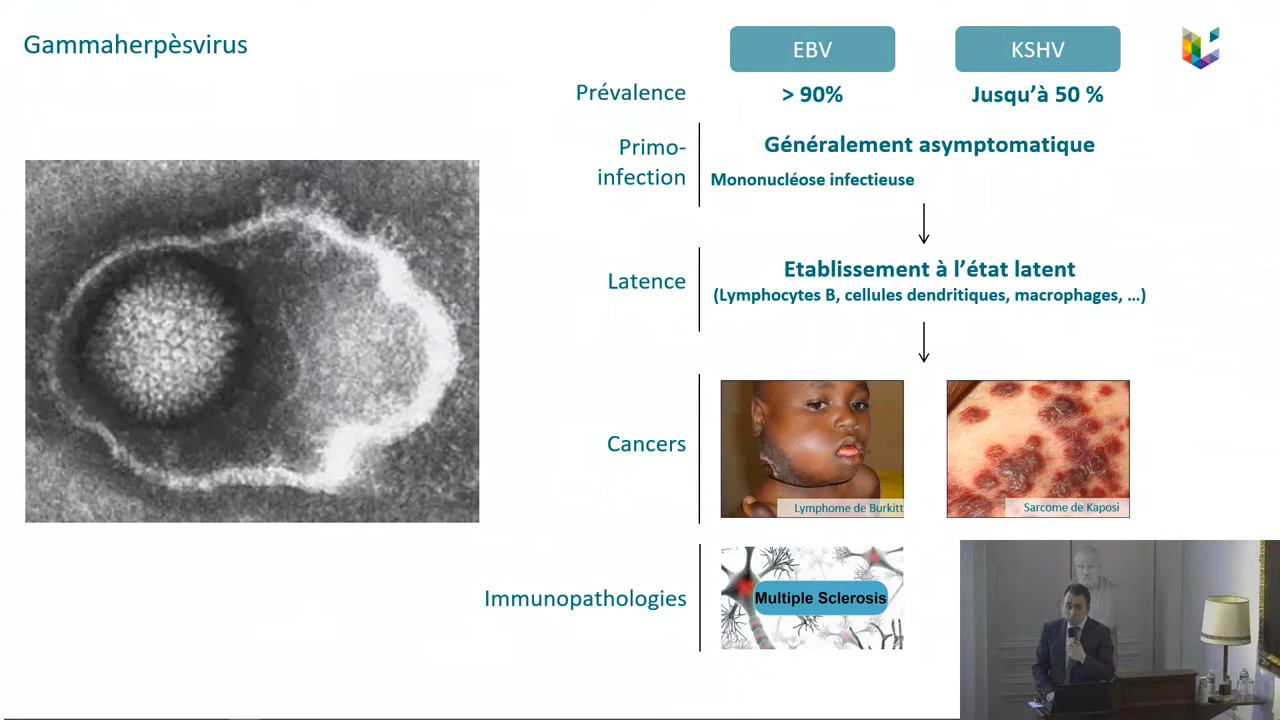 Gammaherpèsvirus
EBV
KSHV
Prévalence
> 90%
Jusqu'à 50 %
Primo-
infection
Généralement asymptomatique
Mononucléose infectieuse
Latence
Etablissement à l'état latent
(Lymphocytes B, cellules dendritiques, macrophages, …)
Cancers
Lymphome de Burkitt
Sarcome de Kaposi
Immunopathologies
Multiple Sclerosis